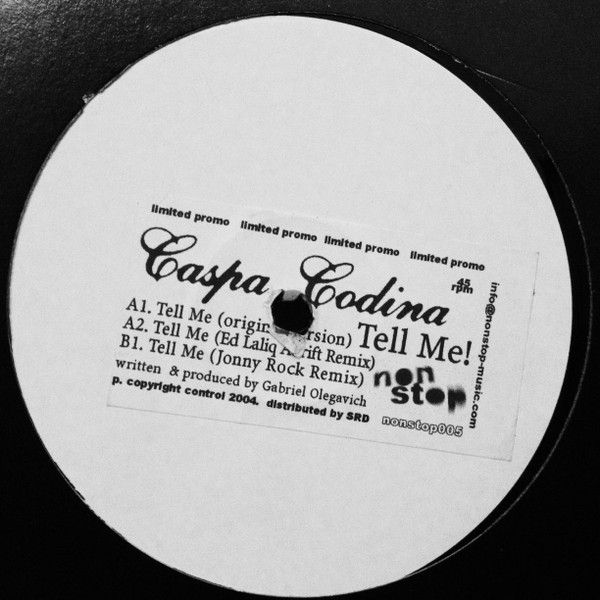 limited promo limited promo limited promo limited promo
Caspa Codina
45
rpm
Tell Me!
A1. Tell Me (origin rsion)
A2. Tell Me (Ed Laliq rift Remix)
B1. Tell Me (Jonny Rock Remix)
written & produced by Gabriel Olegavich
p. copyright control 2004. distributed by SRD
non
stop
nonstop005
info@nonstop-music.com